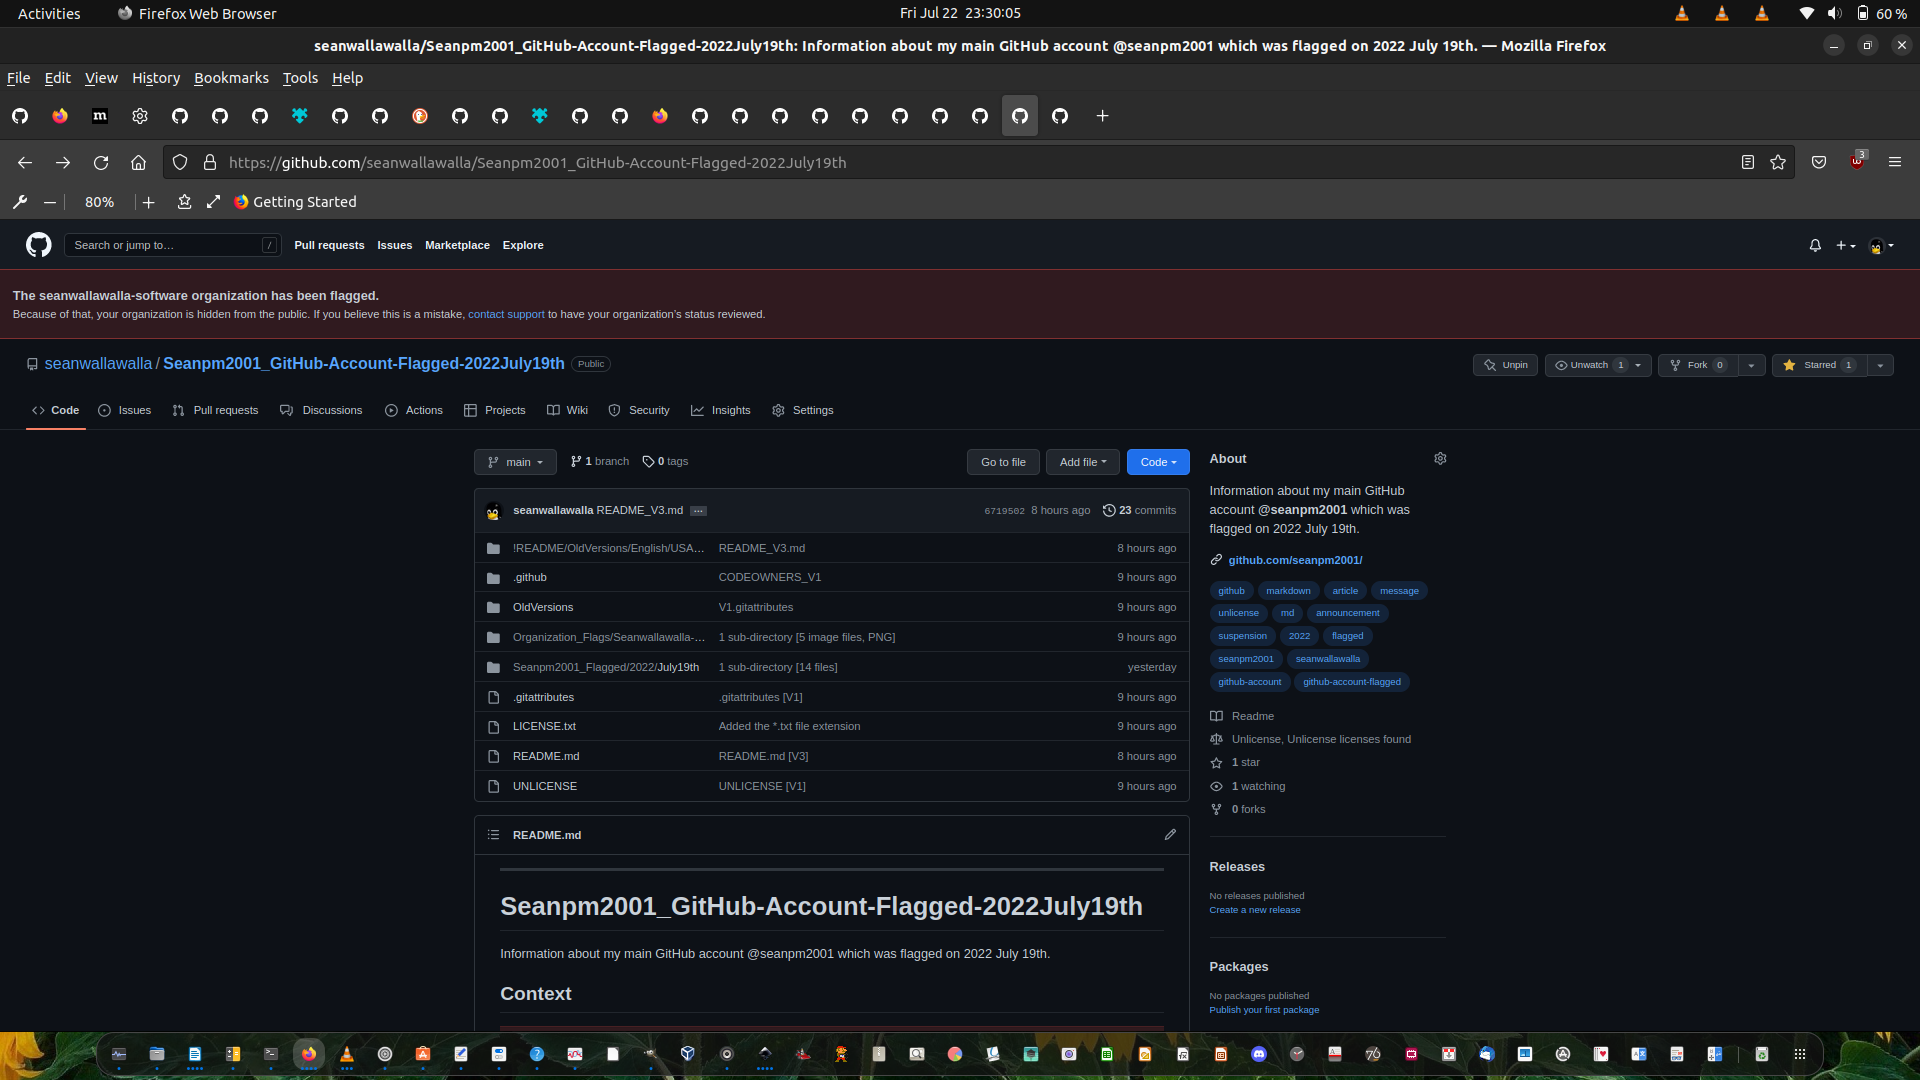 Activities
Firefox Web Browser
Fri Jul 22 23:30:05
60 %
seanwallawalla/Seanpm2001_GitHub-Account-Flagged-2022July19th: Information about my main GitHub account @seanpm2001 which was flagged on 2022 July 19th. — Mozilla Firefox
File Edit View History Bookmarks Tools Help
https://github.com/seanwallawalla/Seanpm2001_GitHub-Account-Flagged-2022July19th
3
80%
Getting Started
Search or jump to…
/
Pull requests Issues Marketplace Explore
The seanwallawalla-software organization has been flagged.
Because of that, your organization is hidden from the public. If you believe this is a mistake, contact support to have your organization's status reviewed.
seanwallawalla / Seanpm2001_GitHub-Account-Flagged-2022July19th Public
Unpin
Unwatch 1
Fork 0
Starred 1
Code Issues Pull requests Discussions Actions Projects Wiki Security Insights Settings
main
1 branch
0 tags
Go to file
Add file
Code
seanwallawalla README_V3.md ...
6719502 8 hours ago
23 commits
!README/OldVersions/English/USA… README_V3.md 8 hours ago
.github CODEOWNERS_V1 9 hours ago
OldVersions V1.gitattributes 9 hours ago
Organization_Flags/Seanwallawalla-… 1 sub-directory [5 image files, PNG] 9 hours ago
Seanpm2001_Flagged/2022/July19th 1 sub-directory [14 files] yesterday
.gitattributes .gitattributes [V1] 9 hours ago
LICENSE.txt Added the *.txt file extension 9 hours ago
README.md README.md [V3] 8 hours ago
UNLICENSE UNLICENSE [V1] 9 hours ago
README.md
Seanpm2001_GitHub-Account-Flagged-2022July19th
Information about my main GitHub account @seanpm2001 which was flagged on 2022 July 19th.
Context
About
Information about my main GitHub
account @seanpm2001 which was
flagged on 2022 July 19th.
github.com/seanpm2001/
github markdown article message
unlicense md announcement
suspension 2022 flagged
seanpm2001 seanwallawalla
github-account github-account-flagged
Readme
Unlicense, Unlicense licenses found
1 star
1 watching
0 forks
Releases
No releases published
Create a new release
Packages
No packages published
Publish your first package